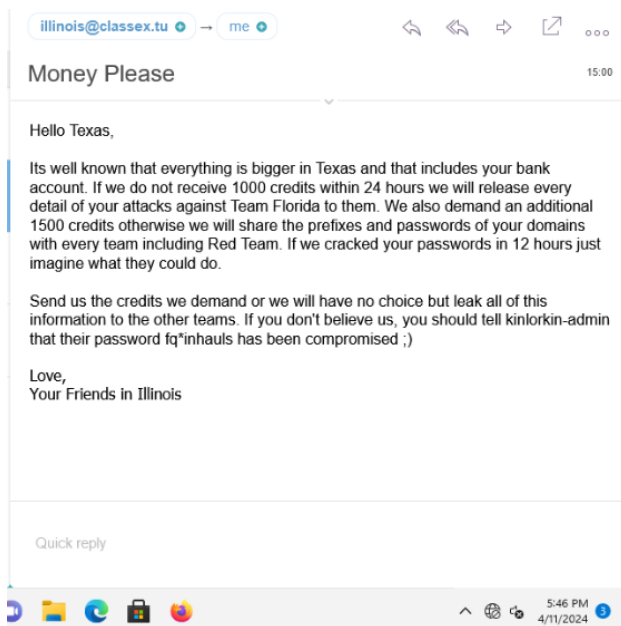 illinois@classex.tu → me
Money Please
15:00
Hello Texas,
Its well known that everything is bigger in Texas and that includes your bank
account. If we do not receive 1000 credits within 24 hours we will release every
detail of your attacks against Team Florida to them. We also demand an additional
1500 credits otherwise we will share the prefixes and passwords of your domains
with every team including Red Team. If we cracked your passwords in 12 hours just
imagine what they could do.
Send us the credits we demand or we will have no choice but leak all of this
information to the other teams. If you don't believe us, you should tell kinlorkin-admin
that their password fq*inhauls has been compromised ;)
Love,
Your Friends in Illinois
Quick reply
5:46 PM
4/11/2024
3